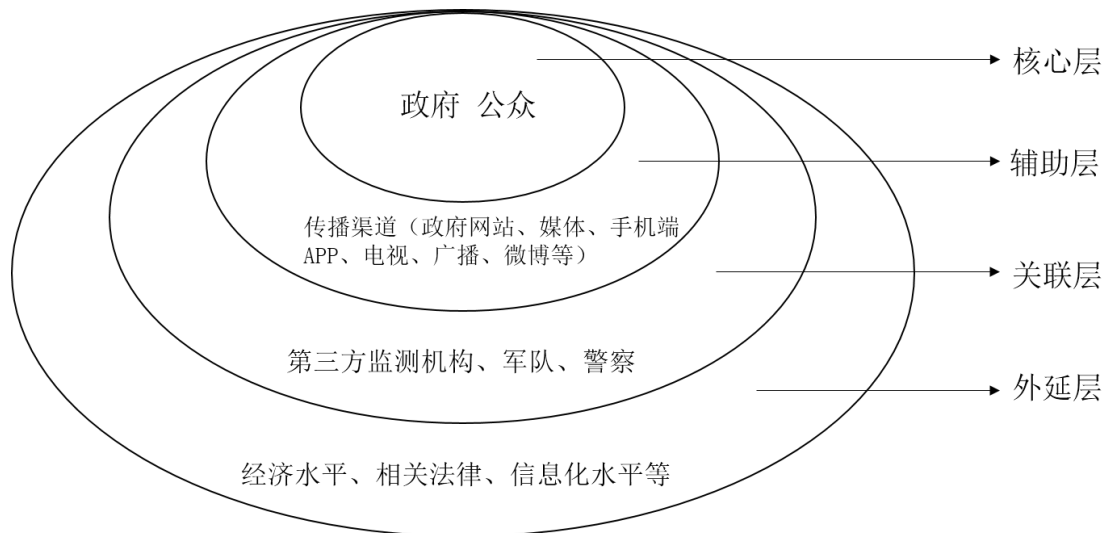 核心层
政府 公众
辅助层
传播渠道（政府网站、媒体、手机端
APP、电视、广播、微博等）
关联层
第三方监测机构、军队、警察
外延层
经济水平、相关法律、信息化水平等